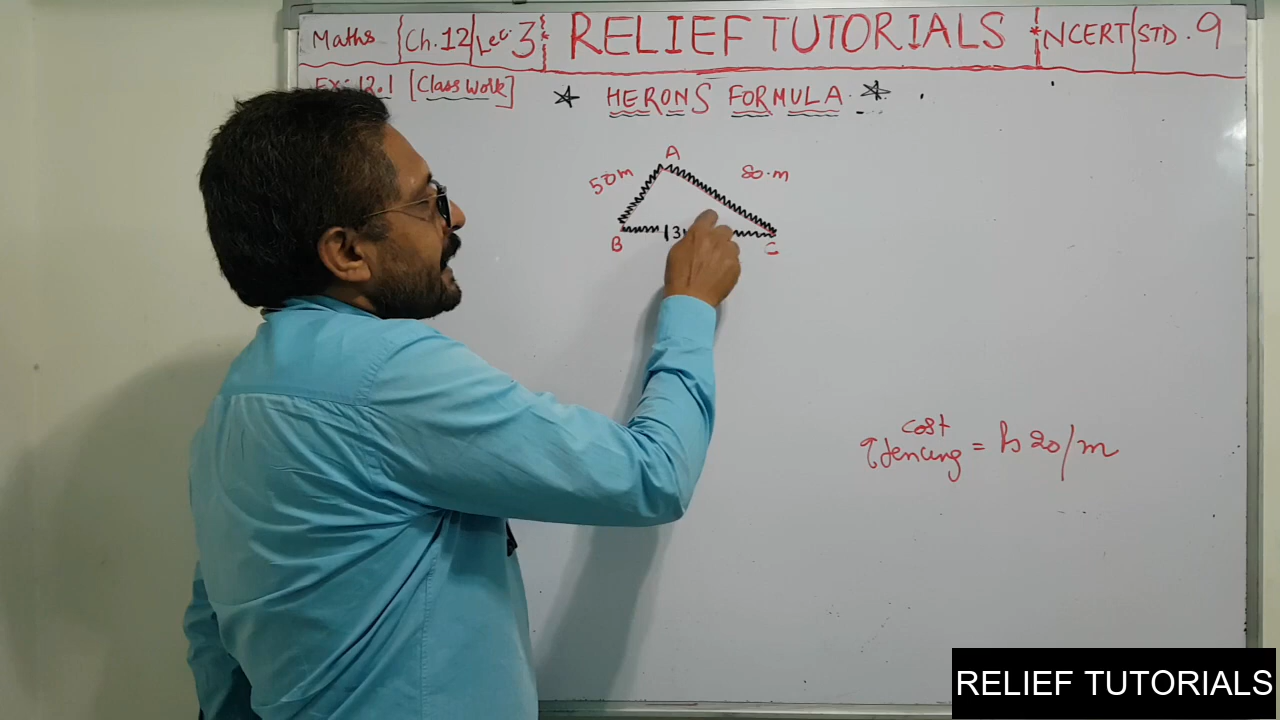 Maths Ch. 12 Lec. 3 RELIEF TUTORIALS * NCERT STD. 9
Ex:- 12.1 [Class work] HERONS FORMULA
A
50m 80.m
B C
cost
fencing = Rs 20/m
RELIEF TUTORIALS